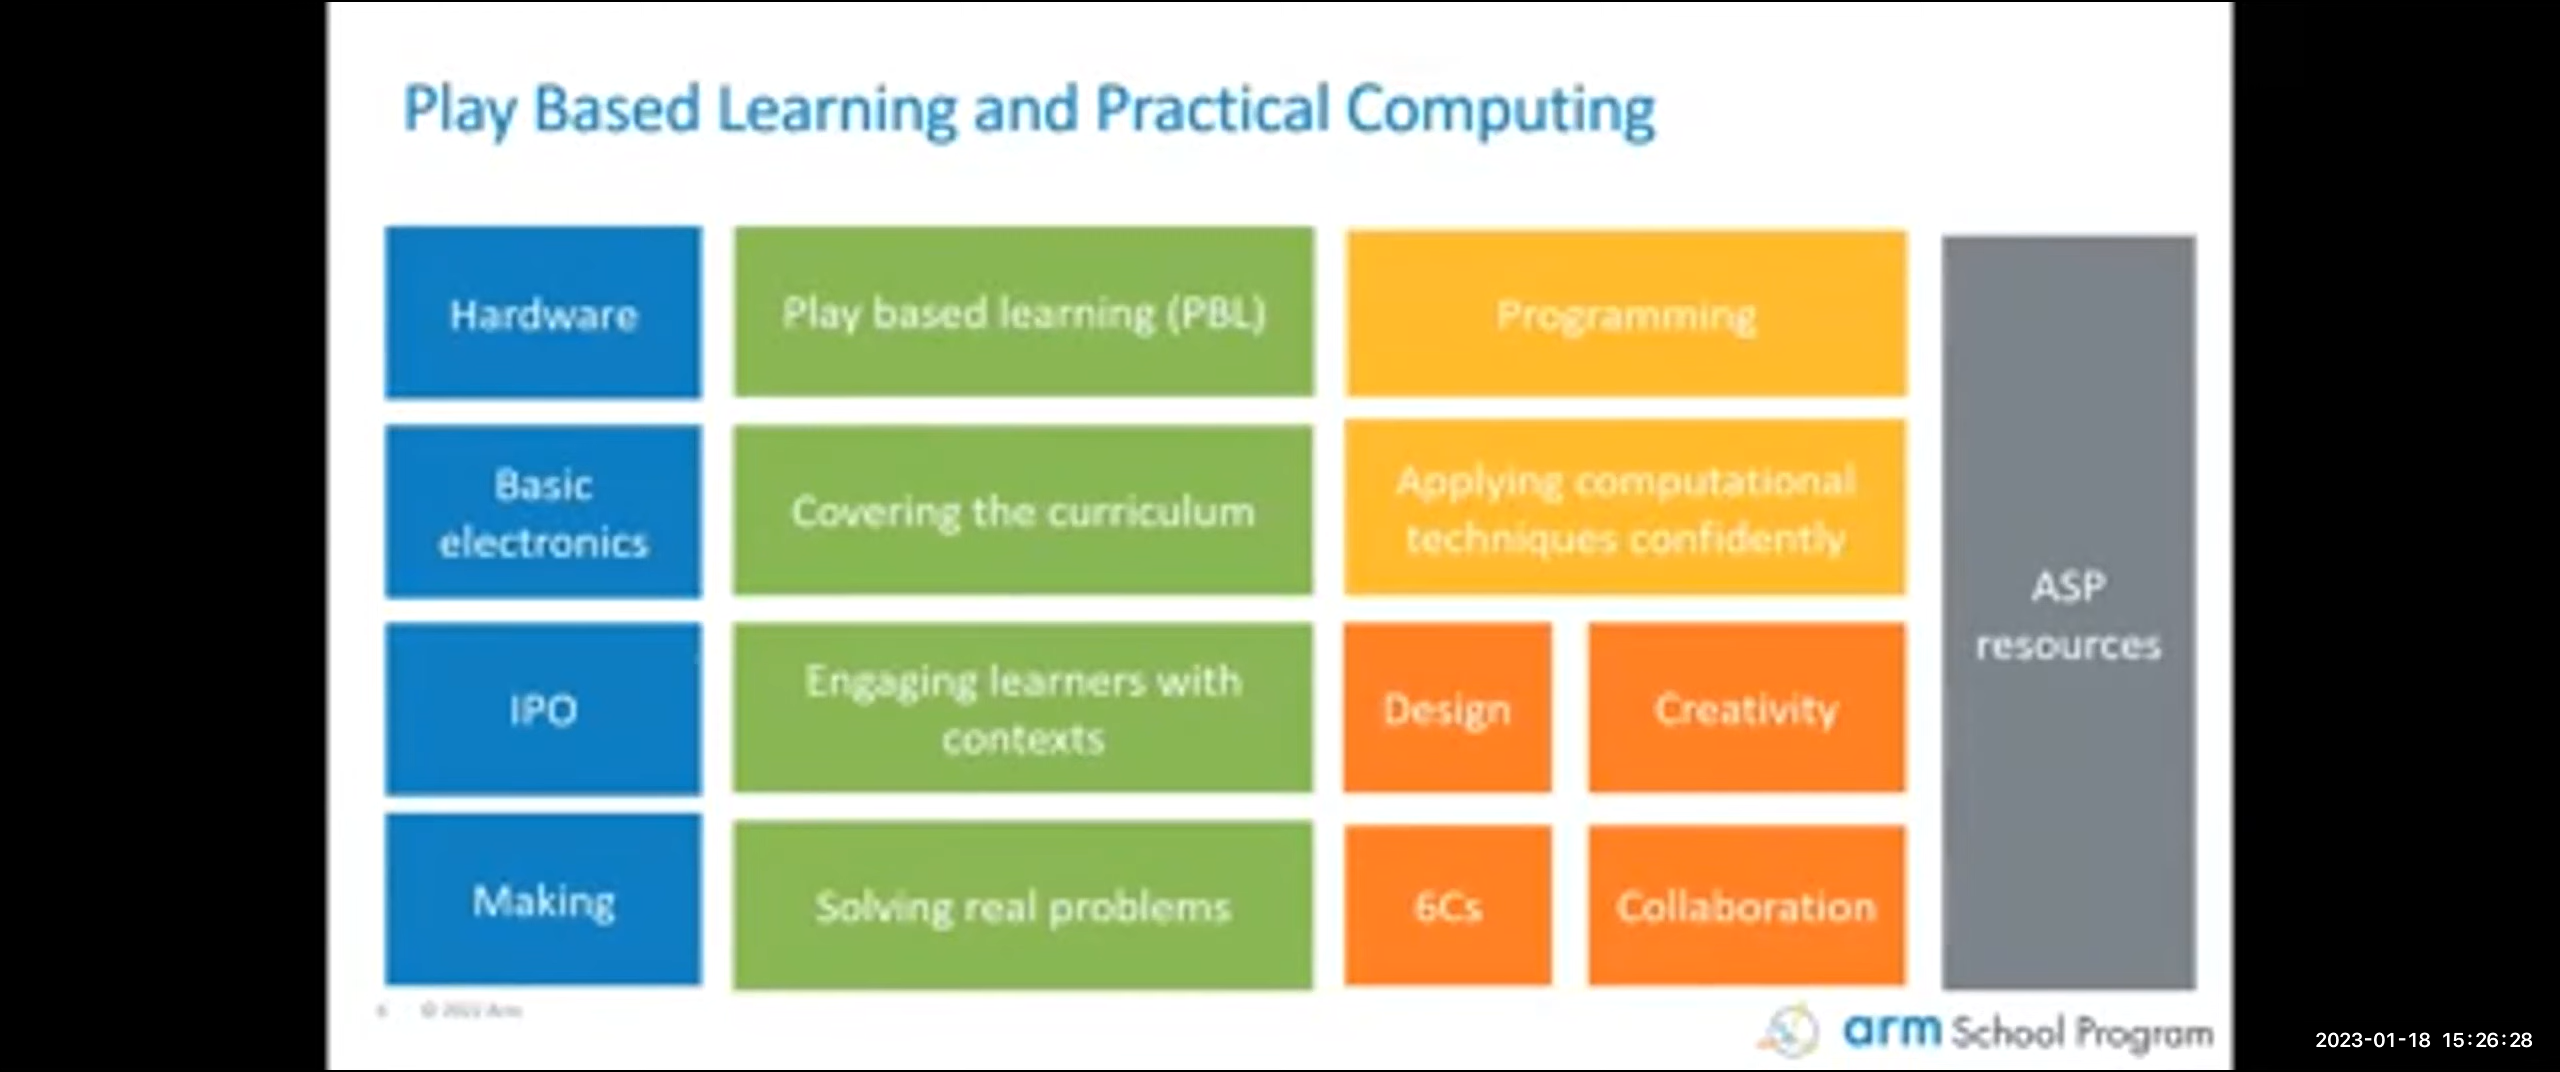 Play Based Learning and Practical Computing
Hardware
Play based learning (PBL)
Programming
Basic
electronics
Covering the curriculum
Applying computational
techniques confidently
IPO
Engaging learners with
contexts
Design
Creativity
Making
Solving real problems
6Cs
Collaboration
ASP
resources
© 2022 Arm
arm School Program
2023-01-18 15:26:28